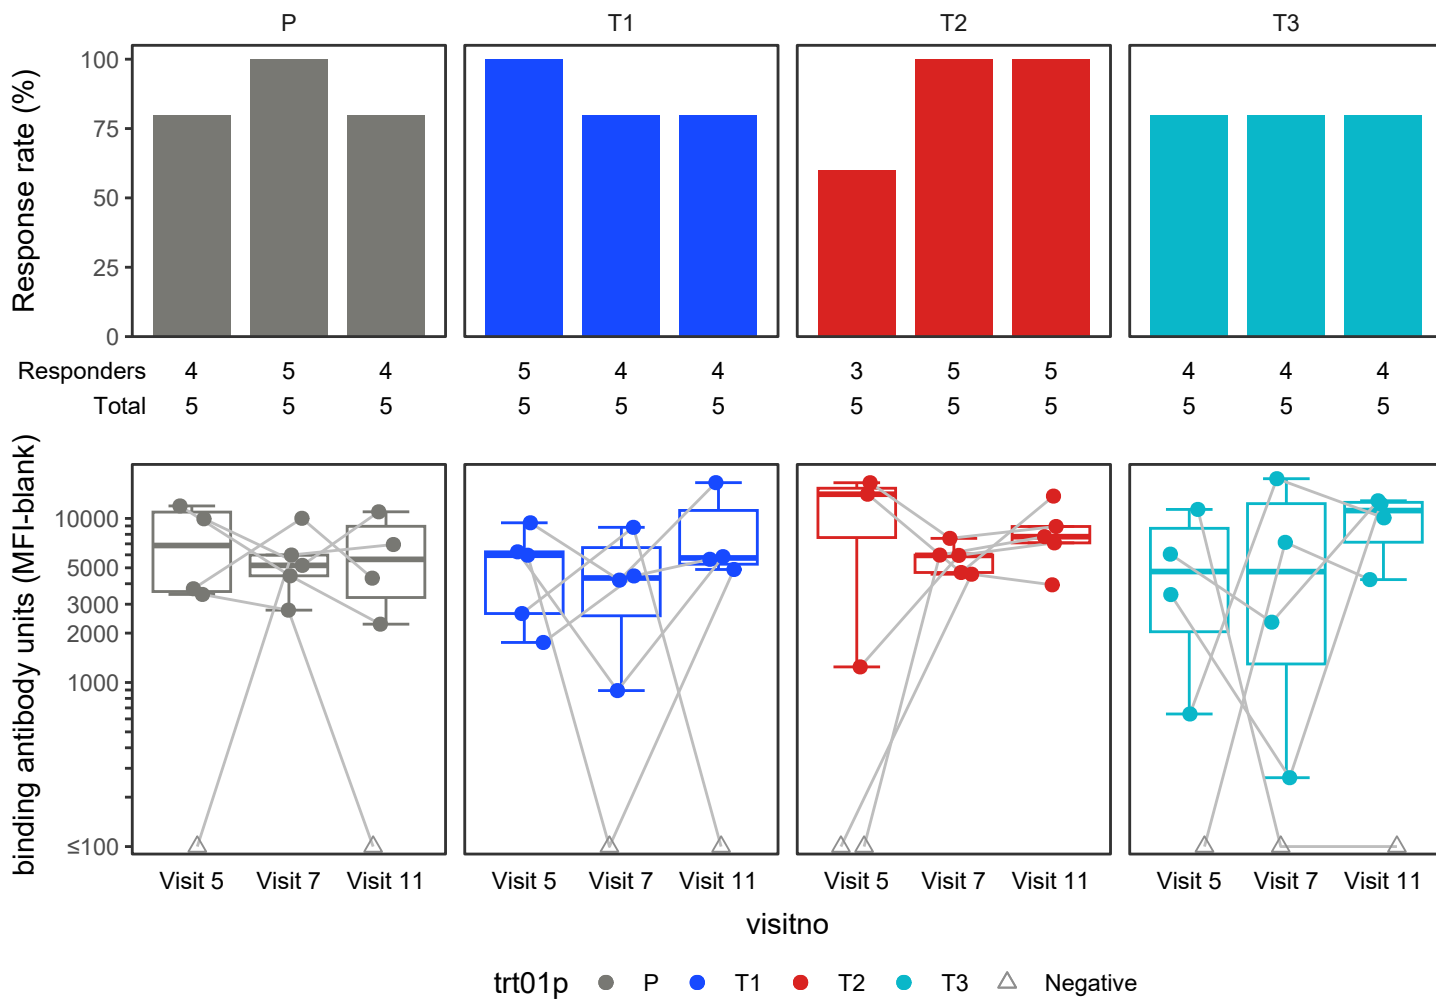 P T1 T2 T3
Response rate (%)
100
75
50
25
0
Responders 4 5 4 5 4 4 3 5 5 4 4 4
Total 5 5 5 5 5 5 5 5 5 5 5 5
binding antibody units (MFI-blank)
10000
5000
3000
2000
1000
≤100
Visit 5 Visit 7 Visit 11 Visit 5 Visit 7 Visit 11 Visit 5 Visit 7 Visit 11 Visit 5 Visit 7 Visit 11
visitno
trt01p P T1 T2 T3 Negative